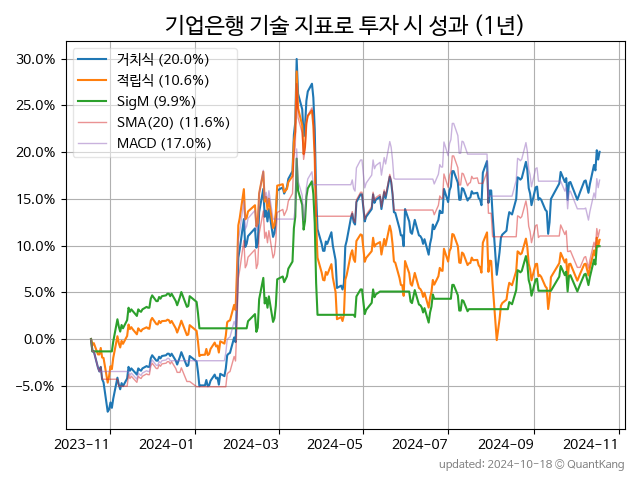 기업은행 기술 지표로 투자 시 성과 (1년)
30.0%
25.0%
20.0%
15.0%
10.0%
5.0%
0.0%
−5.0%
거치식 (20.0%)
적립식 (10.6%)
SigM (9.9%)
SMA(20) (11.6%)
MACD (17.0%)
2023-11 2024-01 2024-03 2024-05 2024-07 2024-09 2024-11
updated: 2024-10-18 © QuantKang